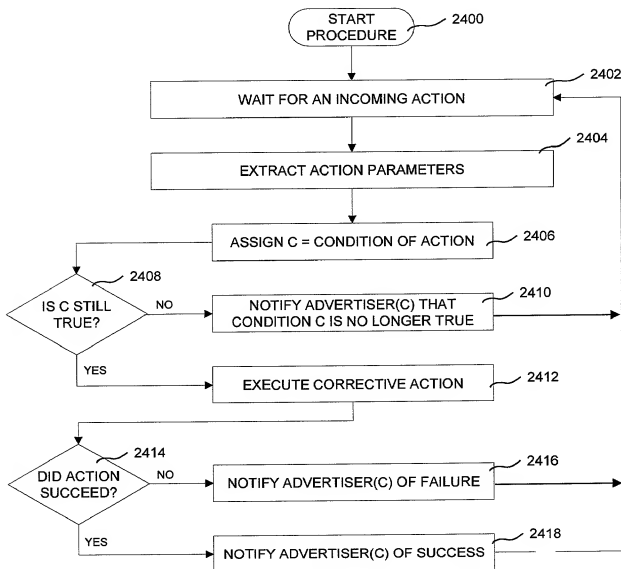 START
PROCEDURE
2400
2402
WAIT FOR AN INCOMING ACTION
2404
EXTRACT ACTION PARAMETERS
ASSIGN C = CONDITION OF ACTION
2406
2408
IS C STILL
TRUE?
NO
NOTIFY ADVERTISER(C) THAT
CONDITION C IS NO LONGER TRUE
2410
YES
EXECUTE CORRECTIVE ACTION
2412
2414
DID ACTION
SUCCEED?
NO
NOTIFY ADVERTISER(C) OF FAILURE
2416
YES
NOTIFY ADVERTISER(C) OF SUCCESS
2418